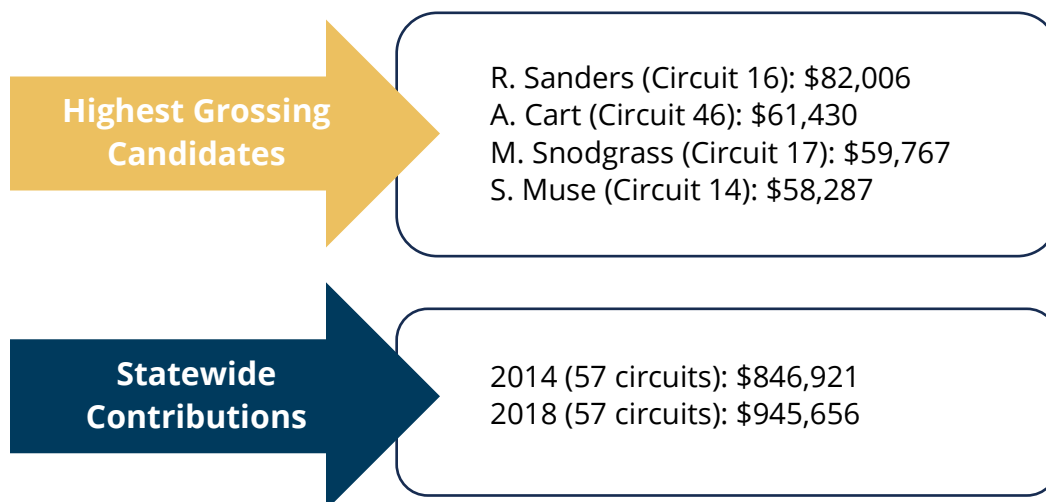 Highest Grossing
Candidates
R. Sanders (Circuit 16): $82,006
A. Cart (Circuit 46): $61,430
M. Snodgrass (Circuit 17): $59,767
S. Muse (Circuit 14): $58,287
Statewide
Contributions
2014 (57 circuits): $846,921
2018 (57 circuits): $945,656